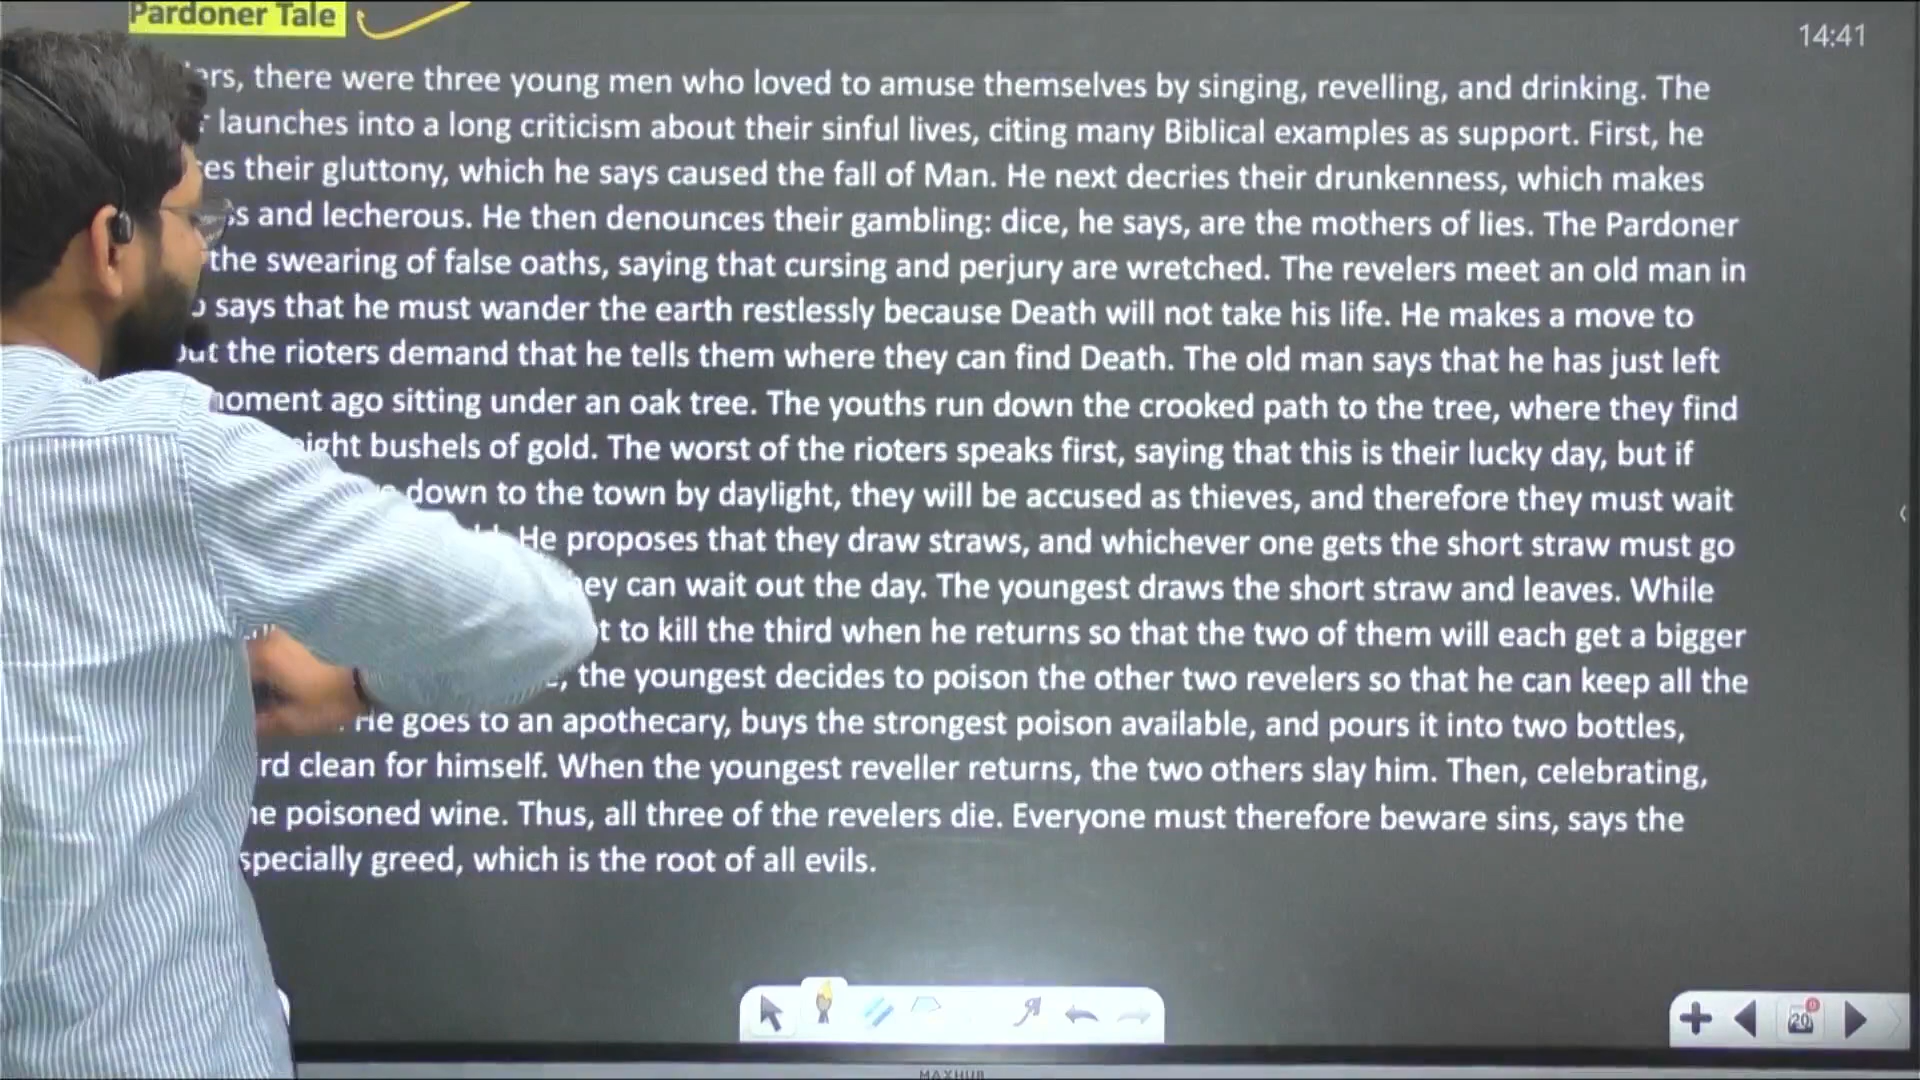 Pardoner Tale
14:41
there were three young men who loved to amuse themselves by singing, revelling, and drinking. The
launches into a long criticism about their sinful lives, citing many Biblical examples as support. First, he
their gluttony, which he says caused the fall of Man. He next decries their drunkenness, which makes
and lecherous. He then denounces their gambling: dice, he says, are the mothers of lies. The Pardoner
the swearing of false oaths, saying that cursing and perjury are wretched. The revelers meet an old man in
says that he must wander the earth restlessly because Death will not take his life. He makes a move to
the rioters demand that he tells them where they can find Death. The old man says that he has just left
ago sitting under an oak tree. The youths run down the crooked path to the tree, where they find
bushels of gold. The worst of the rioters speaks first, saying that this is their lucky day, but if
down to the town by daylight, they will be accused as thieves, and therefore they must wait
He proposes that they draw straws, and whichever one gets the short straw must go
can wait out the day. The youngest draws the short straw and leaves. While
to kill the third when he returns so that the two of them will each get a bigger
the youngest decides to poison the other two revelers so that he can keep all the
He goes to an apothecary, buys the strongest poison available, and pours it into two bottles,
clean for himself. When the youngest reveller returns, the two others slay him. Then, celebrating,
poisoned wine. Thus, all three of the revelers die. Everyone must therefore beware sins, says the
greed, which is the root of all evils.
20
MAXHUB